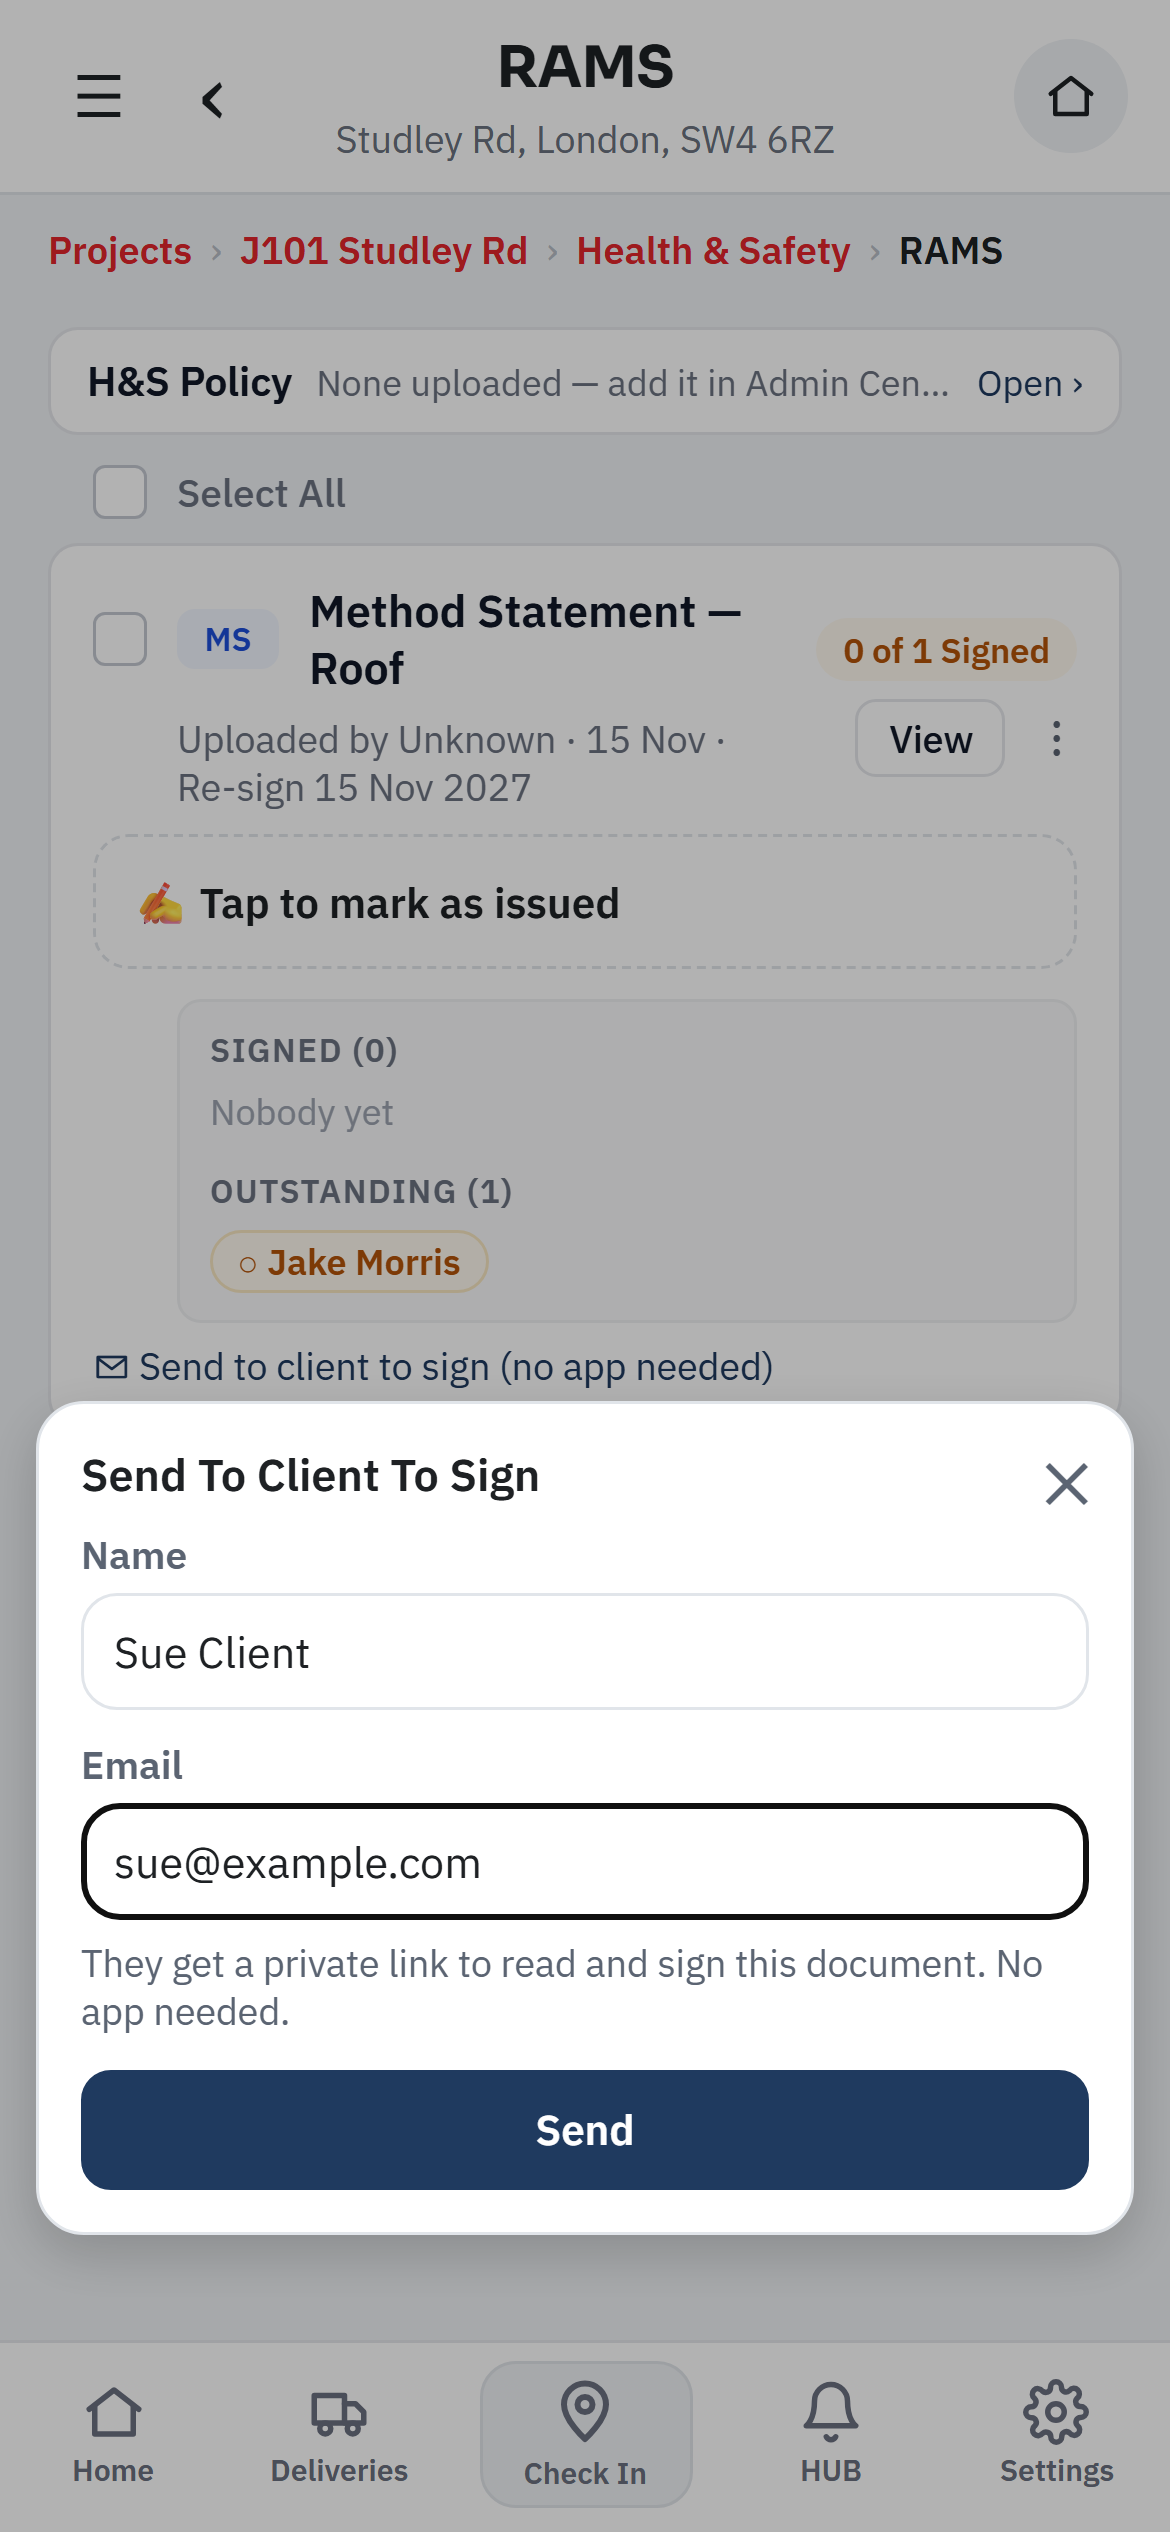 RAMS
Studley Rd, London, SW4 6RZ
Projects › J101 Studley Rd › Health & Safety › RAMS
H&S Policy None uploaded — add it in Admin Cen... Open ›
Select All
MS
Method Statement —
Roof
0 of 1 Signed
Uploaded by Unknown · 15 Nov ·
Re-sign 15 Nov 2027
View
✍️ Tap to mark as issued
SIGNED (0)
Nobody yet
OUTSTANDING (1)
○ Jake Morris
Send to client to sign (no app needed)
Send To Client To Sign
Name
Sue Client
Email
sue@example.com
They get a private link to read and sign this document. No
app needed.
Send
Home
Deliveries
Check In
HUB
Settings